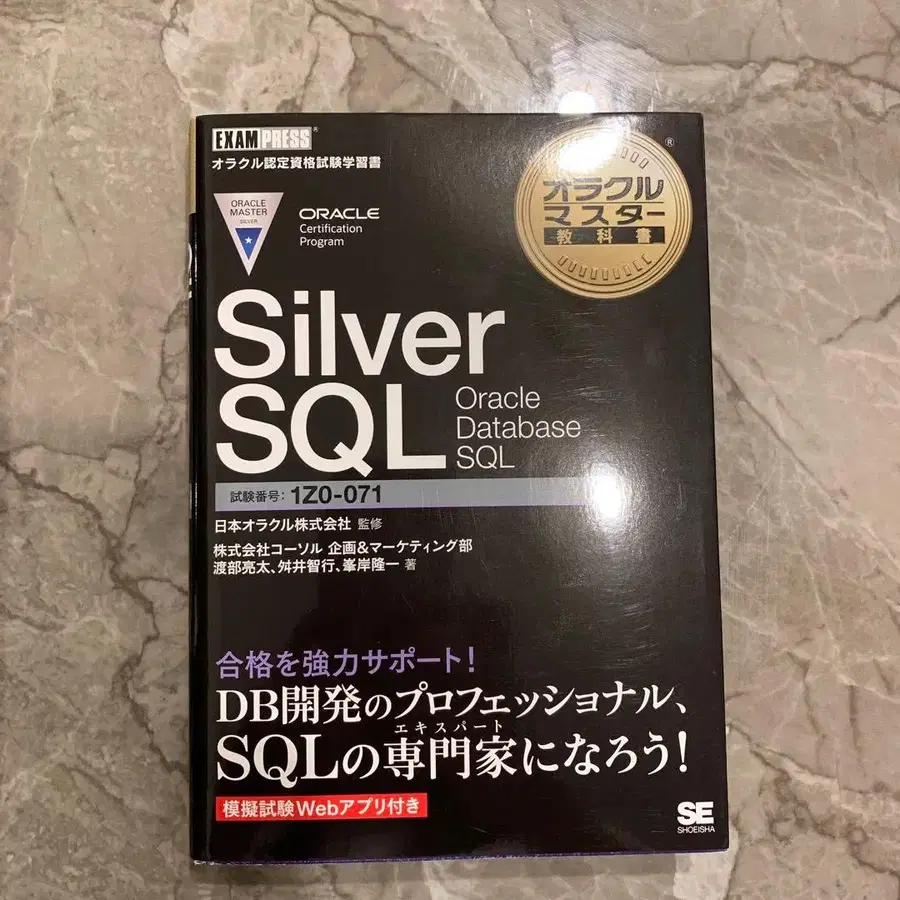 EXAMPRESS®
オラクル認定資格試験学習書
ORACLE
MASTER
SILVER
ORACLE
Certification
Program
オラクル
マスター
教科書
®
Silver
SQL
Oracle
Database
SQL
試験番号：1Z0-071
日本オラクル株式会社 監修
株式会社コーソル 企画&マーケティング部
渡部亮太、舛井智行、峯岸隆一 著
合格を強力サポート！
DB開発のプロフェッショナル、
エキスパート
SQLの専門家になろう！
模擬試験Webアプリ付き
SE
SHOEISHA